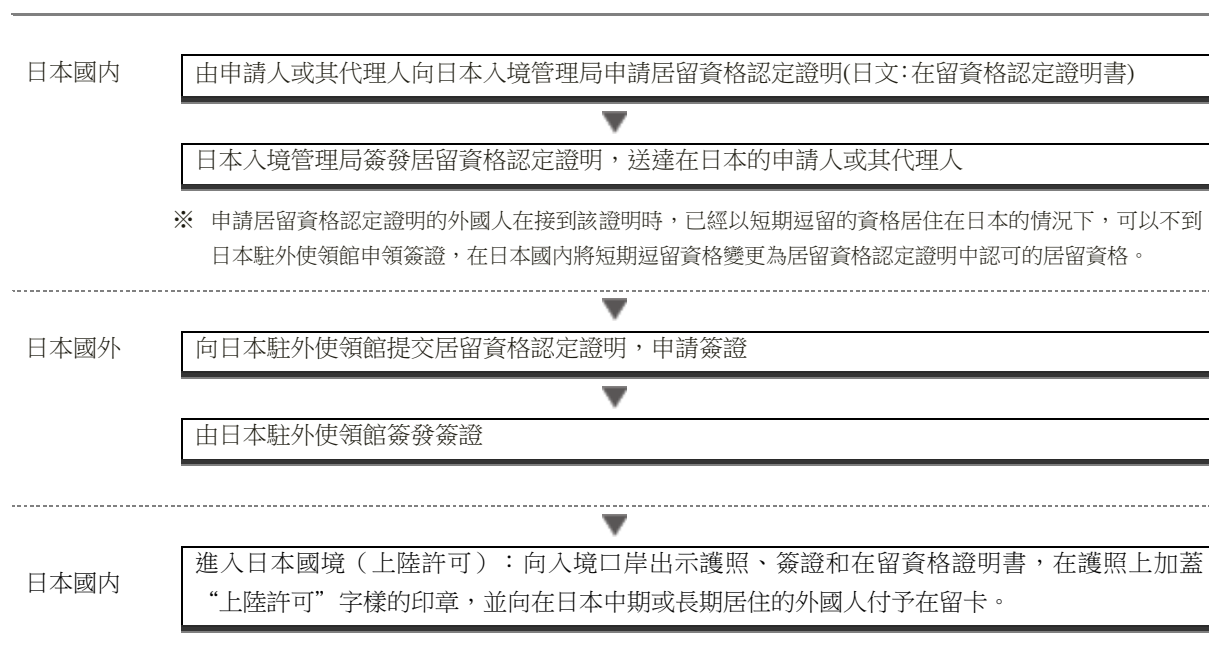 日本國内
由申請人或其代理人向日本入境管理局申請居留資格認定證明(日文：在留資格認定證明書)
日本入境管理局簽發居留資格認定證明，送達在日本的申請人或其代理人
※ 申請居留資格認定證明的外國人在接到該證明時，已經以短期逗留的資格居住在日本的情況下，可以不到
日本駐外使領館申領簽證，在日本國內將短期逗留資格變更為居留資格認定證明中認可的居留資格。
日本國外
向日本駐外使領館提交居留資格認定證明，申請簽證
由日本駐外使領館簽發簽證
日本國内
進入日本國境（上陸許可）：向入境口岸出示護照、簽證和在留資格證明書，在護照上加蓋
“上陸許可”字樣的印章，並向在日本中期或長期居住的外國人付予在留卡。